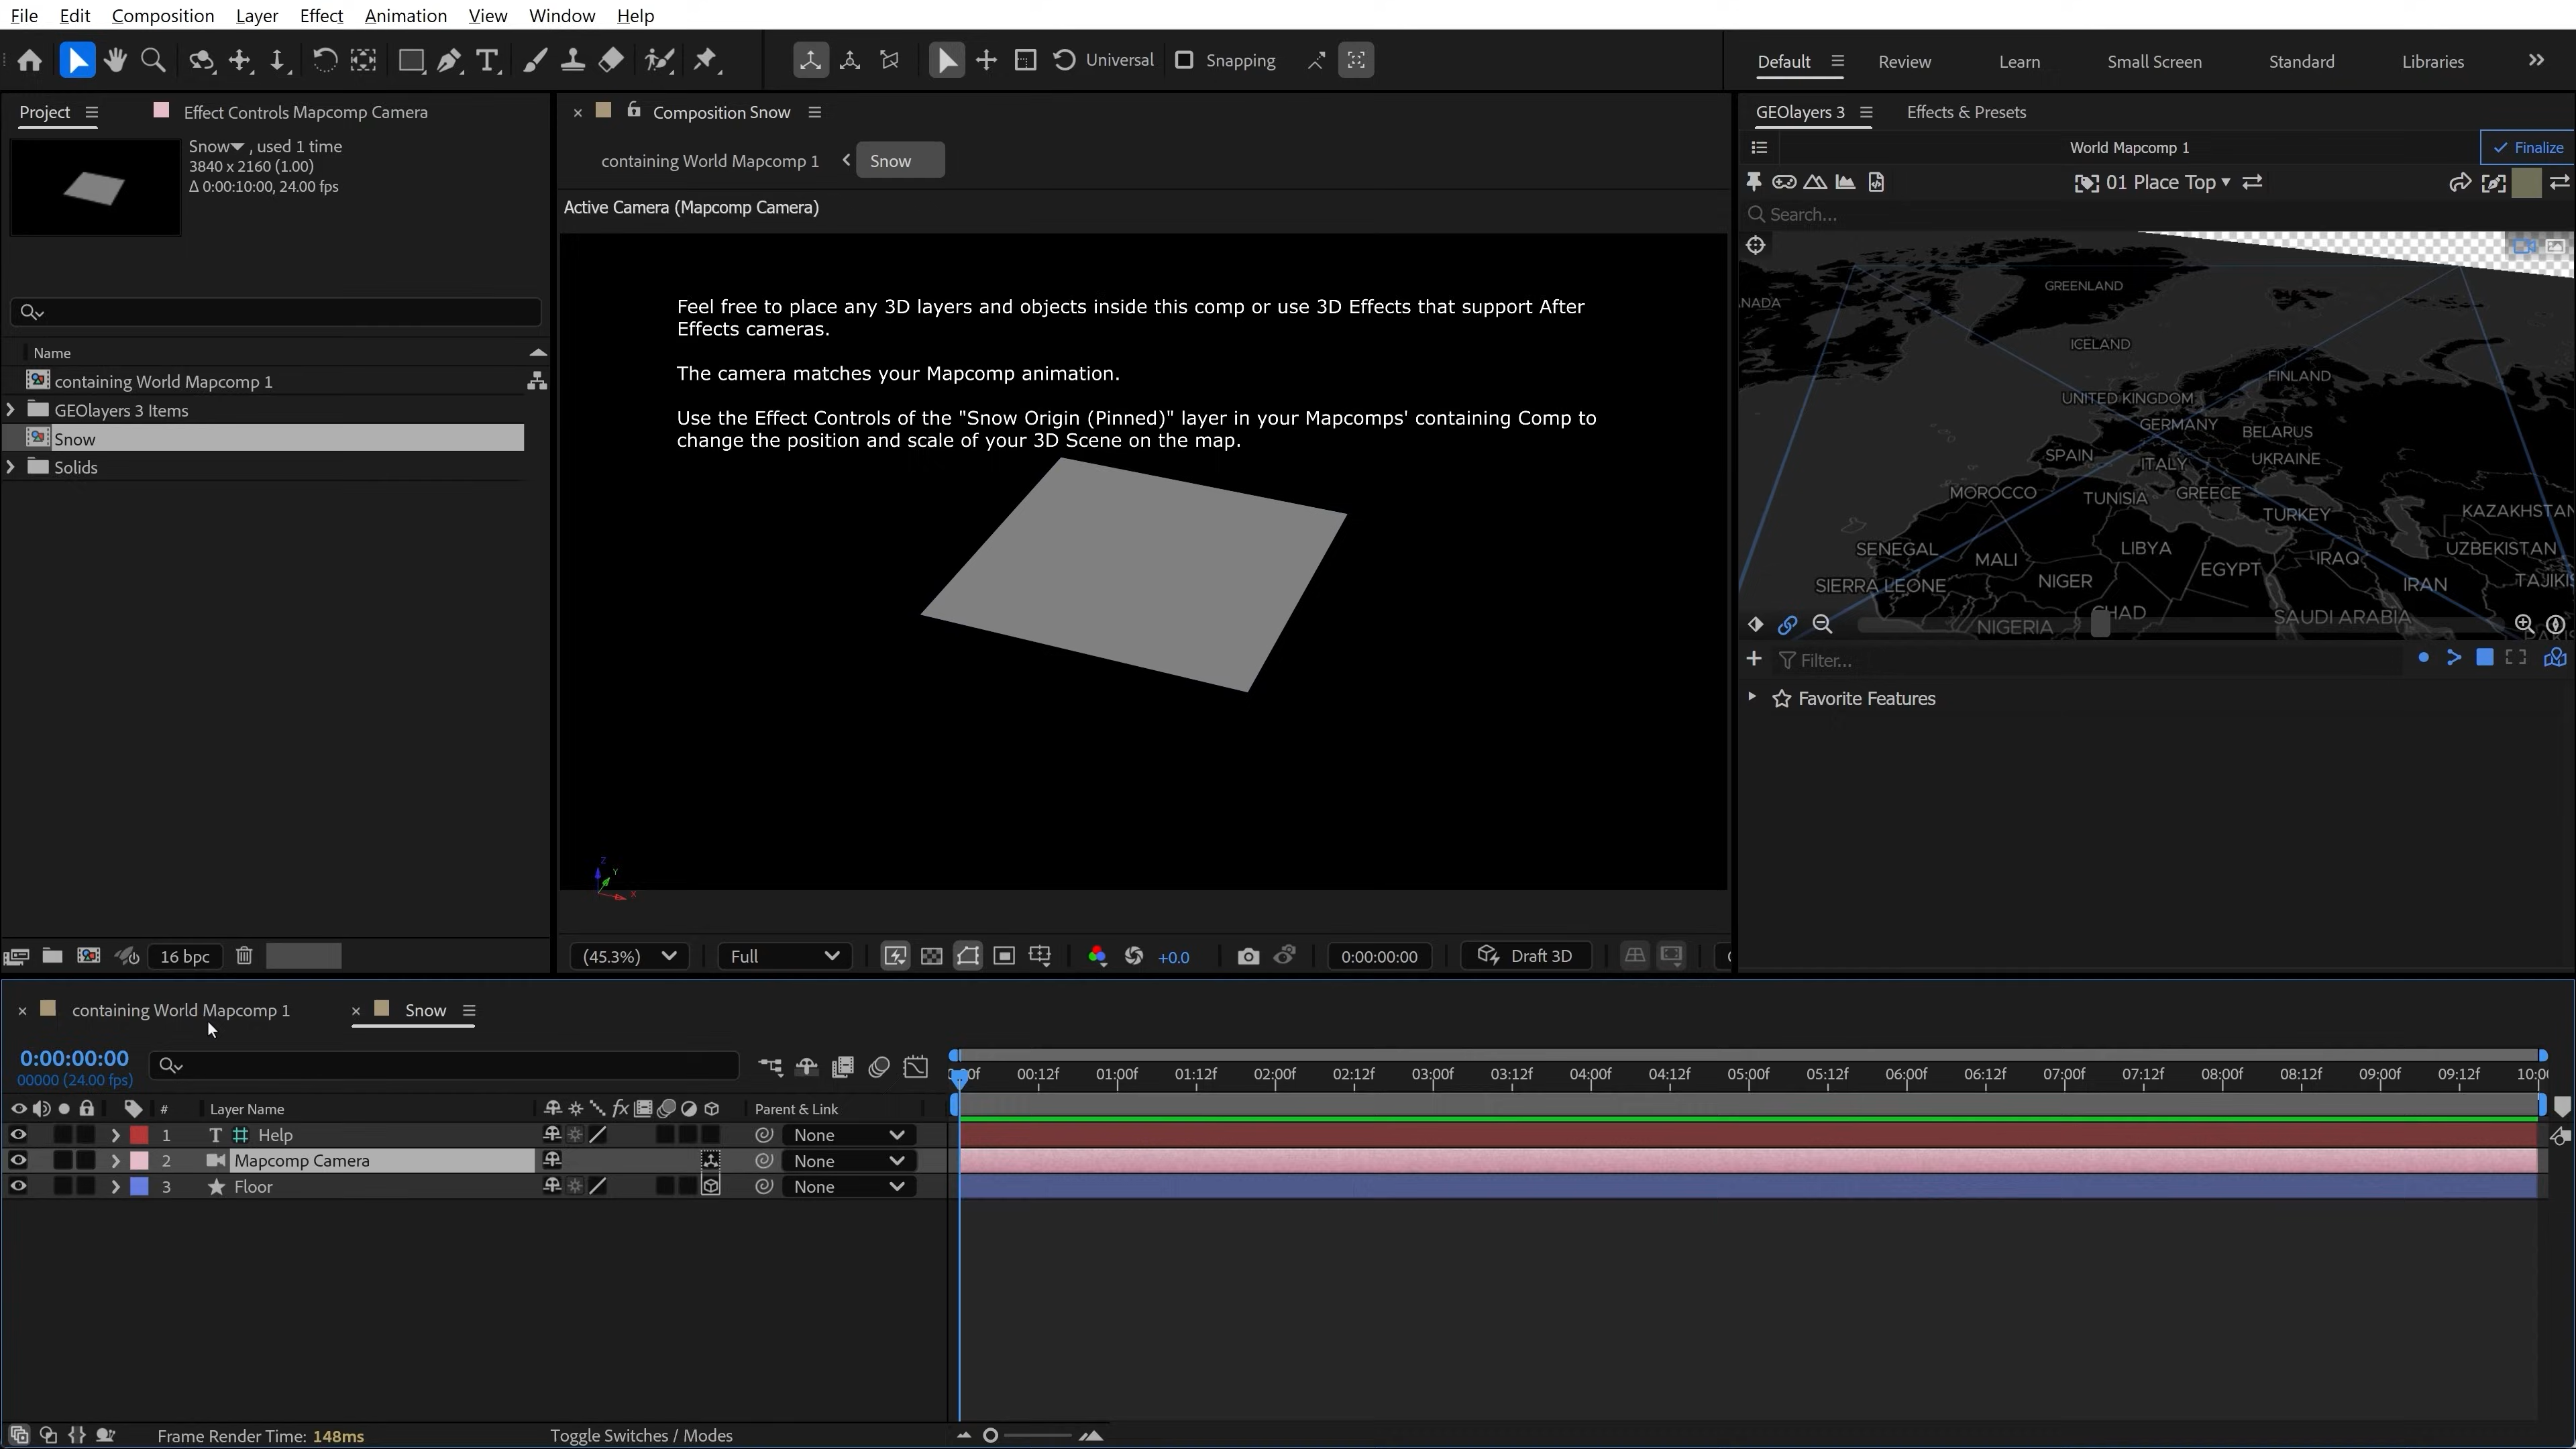 File Edit Composition Layer Effect Animation View Window Help
Universal Snapping
Default Review Learn Small Screen Standard Libraries
Project Effect Controls Mapcomp Camera
Snow , used 1 time
3840 x 2160 (1.00)
Δ 0:00:10:00, 24.00 fps
Name
containing World Mapcomp 1
GEOlayers 3 Items
Snow
Solids
16 bpc
Composition Snow
containing World Mapcomp 1 Snow
Active Camera (Mapcomp Camera)
Feel free to place any 3D layers and objects inside this comp or use 3D Effects that support After
Effects cameras.
The camera matches your Mapcomp animation.
Use the Effect Controls of the "Snow Origin (Pinned)" layer in your Mapcomps' containing Comp to
change the position and scale of your 3D Scene on the map.
Z
Y
X
(45.3%) Full +0.0 0:00:00:00 Draft 3D
GEOlayers 3 Effects & Presets
World Mapcomp 1 Finalize
01 Place Top
Search...
GREENLAND
NADA
ICELAND
FINLAND
UNITED KINGDOM
GERMANY BELARUS
SPAIN ITALY UKRAINE
MOROCCO TUNISIA GREECE
TURKEY KAZAKHSTAN
SENEGAL MALI LIBYA IRAQ UZBEKISTAN
SIERRA LEONE NIGER EGYPT IRAN TAJIKIS
NIGERIA CHAD SAUDI ARABIA
Filter...
Favorite Features
containing World Mapcomp 1 Snow
0:00:00:00
00000 (24.00 fps)
00f 00:12f 01:00f 01:12f 02:00f 02:12f 03:00f 03:12f 04:00f 04:12f 05:00f 05:12f 06:00f 06:12f 07:00f 07:12f 08:00f 08:12f 09:00f 09:12f 10:00
# Layer Name fx Parent & Link
1 T Help None
2 Mapcomp Camera None
3 Floor None
Frame Render Time: 148ms Toggle Switches / Modes